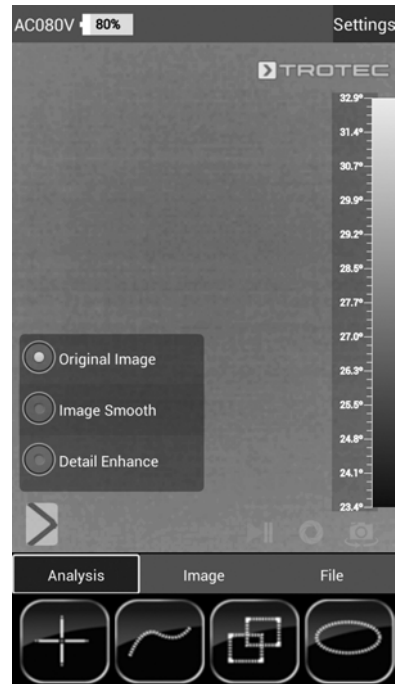 AC080V 80% Settings
TROTEC
32.9°
31.4°
30.7°
29.9°
29.2°
28.5°
27.7°
27.0°
26.3°
25.5°
24.8°
24.1°
23.4°
Original Image
Image Smooth
Detail Enhance
Analysis Image File